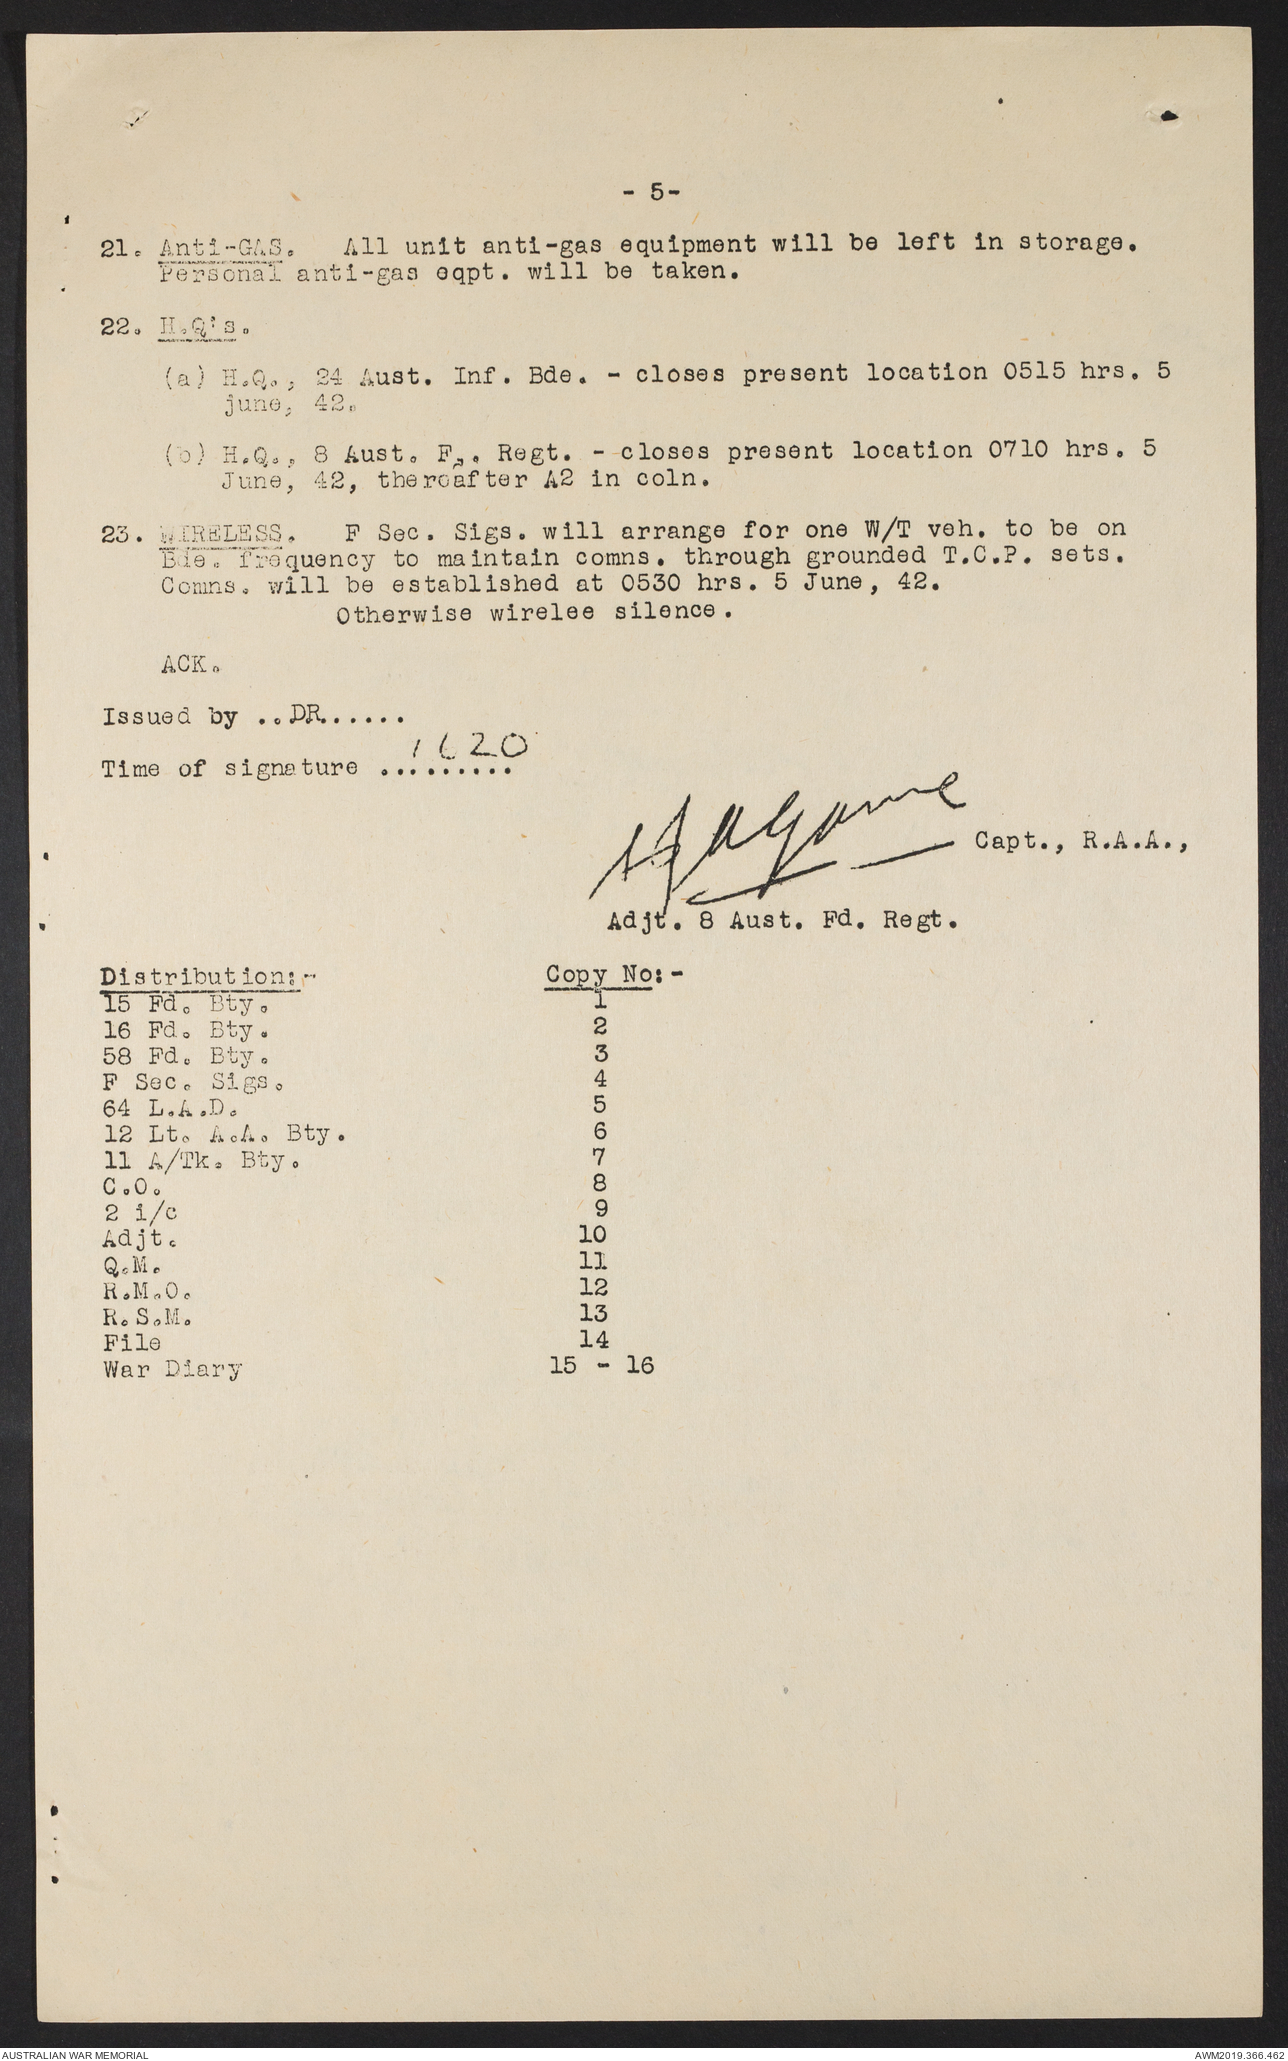 - 5-
21. Anti-GAS. All unit anti-gas equipment will be left in storage.
Personal anti-gas eqpt. will be taken.
22. H.Q's.
(a) H.Q., 24 Aust. Inf. Bde. - closes present location 0515 hrs. 5
june, 42.
(b) H.Q., 8 Aust. F,. Regt. - closes present location 0710 hrs. 5
June, 42, thereafter A2 in coln.
23. WIRELESS. F Sec. Sigs. will arrange for one W/T veh. to be on
Bde. frequency to maintain comns. through grounded T.C.P. sets.
Comns. will be established at 0530 hrs. 5 June, 42.
Otherwise wirelee silence.
ACK.
Issued by ..DR......
Time of signature .........
1620
Capt., R.A.A.,
Adjt. 8 Aust. Fd. Regt.
Distribution:- Copy No:-
15 Fd. Bty. 1
16 Fd. Bty. 2
58 Fd. Bty. 3
F Sec. Sigs. 4
64 L.A.D. 5
12 Lt. A.A. Bty. 6
11 A/Tk. Bty. 7
C.O. 8
2 i/c 9
Adjt. 10
Q.M. 11
R.M.O. 12
R.S.M. 13
File 14
War Diary 15 - 16
AUSTRALIAN WAR MEMORIAL AWM2019.366.462